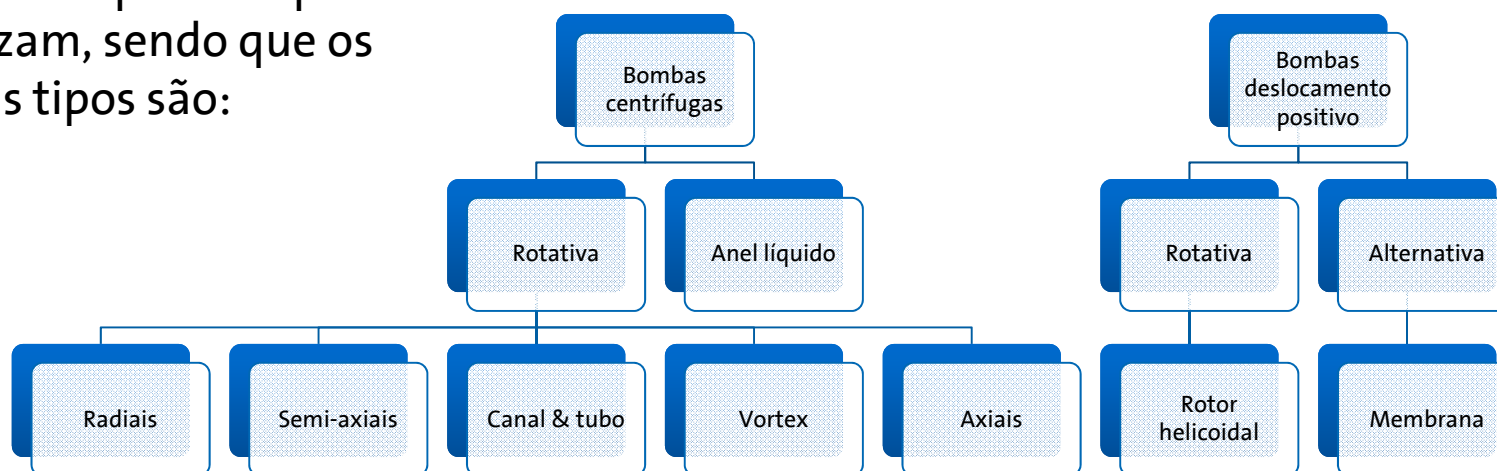 zam, sendo que os
s tipos são:
Bombas
centrífugas
Bombas
deslocamento
positivo
Rotativa
Anel líquido
Rotativa
Alternativa
Radiais
Semi-axiais
Canal & tubo
Vortex
Axiais
Rotor
helicoidal
Membrana